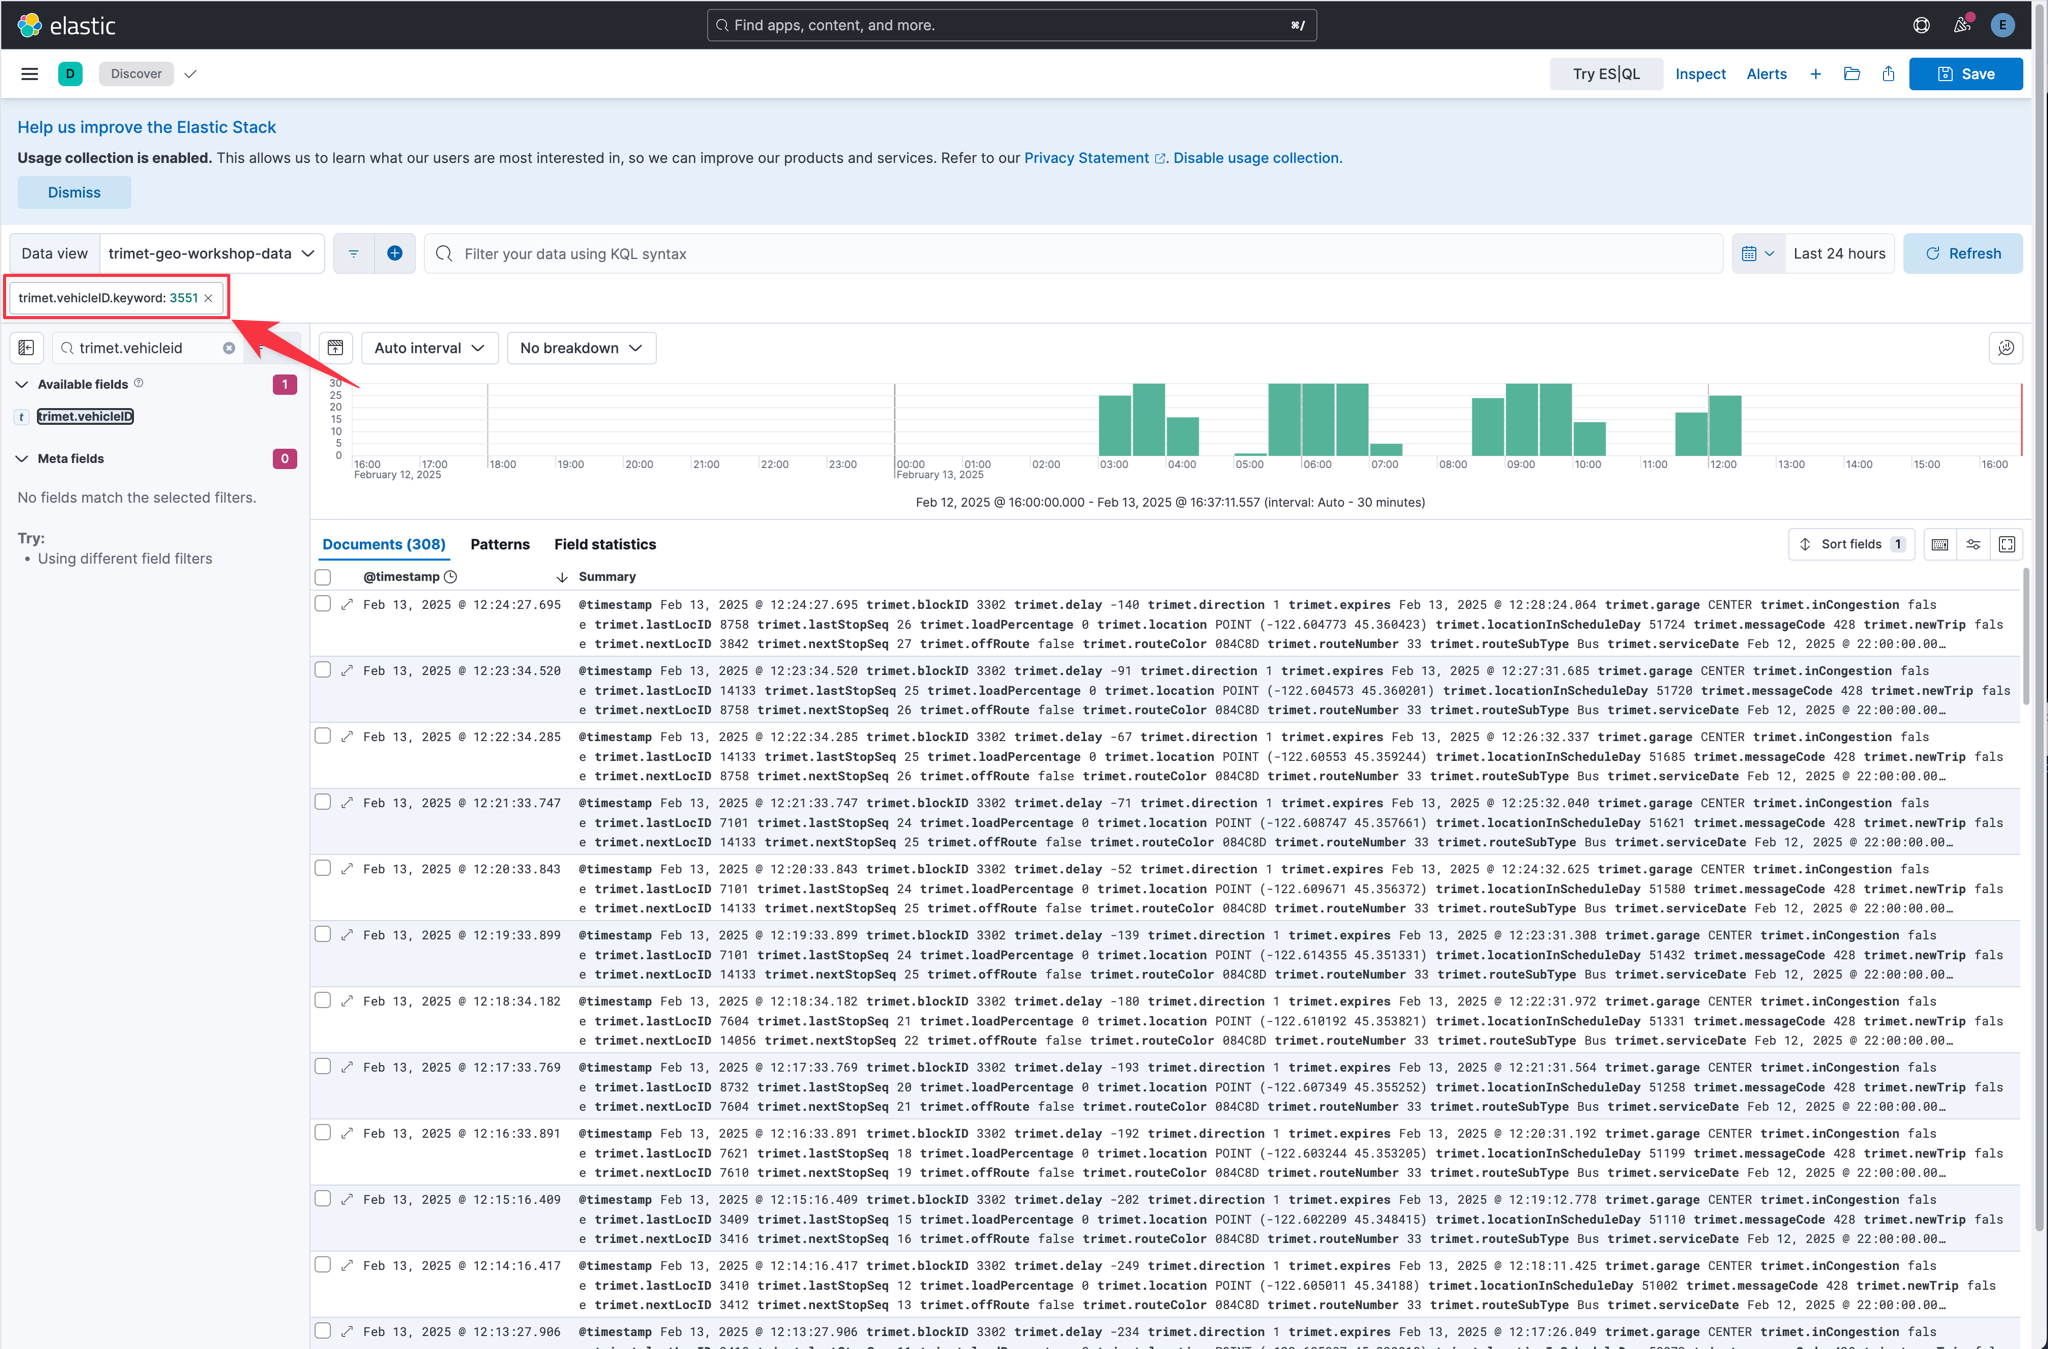 elastic
Find apps, content, and more.
⌘/
E
D
Discover
Try ES|QL
Inspect
Alerts
Save
Help us improve the Elastic Stack
Usage collection is enabled. This allows us to learn what our users are most interested in, so we can improve our products and services. Refer to our Privacy Statement. Disable usage collection.
Dismiss
Data view
trimet-geo-workshop-data
Filter your data using KQL syntax
Last 24 hours
Refresh
trimet.vehicleID.keyword: 3551
trimet.vehicleid
Auto interval
No breakdown
Available fields
1
t
trimet.vehicleID
Meta fields
0
No fields match the selected filters.
Try:
• Using different field filters
30
25
20
15
10
5
0
16:00 17:00 18:00 19:00 20:00 21:00 22:00 23:00 00:00 01:00 02:00 03:00 04:00 05:00 06:00 07:00 08:00 09:00 10:00 11:00 12:00 13:00 14:00 15:00 16:00
February 12, 2025 February 13, 2025
Feb 12, 2025 @ 16:00:00.000 - Feb 13, 2025 @ 16:37:11.557 (interval: Auto - 30 minutes)
Documents (308)
Patterns
Field statistics
Sort fields 1
@timestamp Summary
Feb 13, 2025 @ 12:24:27.695 @timestamp Feb 13, 2025 @ 12:24:27.695 trimet.blockID 3302 trimet.delay -140 trimet.direction 1 trimet.expires Feb 13, 2025 @ 12:28:24.064 trimet.garage CENTER trimet.inCongestion fals
e trimet.lastLocID 8758 trimet.lastStopSeq 26 trimet.loadPercentage 0 trimet.location POINT (-122.604773 45.360423) trimet.locationInScheduleDay 51724 trimet.messageCode 428 trimet.newTrip fals
e trimet.nextLocID 3842 trimet.nextStopSeq 27 trimet.offRoute false trimet.routeColor 084C8D trimet.routeNumber 33 trimet.routeSubType Bus trimet.serviceDate Feb 12, 2025 @ 22:00:00.00…
Feb 13, 2025 @ 12:23:34.520 @timestamp Feb 13, 2025 @ 12:23:34.520 trimet.blockID 3302 trimet.delay -91 trimet.direction 1 trimet.expires Feb 13, 2025 @ 12:27:31.685 trimet.garage CENTER trimet.inCongestion fals
e trimet.lastLocID 14133 trimet.lastStopSeq 25 trimet.loadPercentage 0 trimet.location POINT (-122.604573 45.360201) trimet.locationInScheduleDay 51720 trimet.messageCode 428 trimet.newTrip fals
e trimet.nextLocID 8758 trimet.nextStopSeq 26 trimet.offRoute false trimet.routeColor 084C8D trimet.routeNumber 33 trimet.routeSubType Bus trimet.serviceDate Feb 12, 2025 @ 22:00:00.00…
Feb 13, 2025 @ 12:22:34.285 @timestamp Feb 13, 2025 @ 12:22:34.285 trimet.blockID 3302 trimet.delay -67 trimet.direction 1 trimet.expires Feb 13, 2025 @ 12:26:32.337 trimet.garage CENTER trimet.inCongestion fals
e trimet.lastLocID 14133 trimet.lastStopSeq 25 trimet.loadPercentage 0 trimet.location POINT (-122.60553 45.359244) trimet.locationInScheduleDay 51685 trimet.messageCode 428 trimet.newTrip fals
e trimet.nextLocID 8758 trimet.nextStopSeq 26 trimet.offRoute false trimet.routeColor 084C8D trimet.routeNumber 33 trimet.routeSubType Bus trimet.serviceDate Feb 12, 2025 @ 22:00:00.00…
Feb 13, 2025 @ 12:21:33.747 @timestamp Feb 13, 2025 @ 12:21:33.747 trimet.blockID 3302 trimet.delay -71 trimet.direction 1 trimet.expires Feb 13, 2025 @ 12:25:32.040 trimet.garage CENTER trimet.inCongestion fals
e trimet.lastLocID 7101 trimet.lastStopSeq 24 trimet.loadPercentage 0 trimet.location POINT (-122.608747 45.357661) trimet.locationInScheduleDay 51621 trimet.messageCode 428 trimet.newTrip fals
e trimet.nextLocID 14133 trimet.nextStopSeq 25 trimet.offRoute false trimet.routeColor 084C8D trimet.routeNumber 33 trimet.routeSubType Bus trimet.serviceDate Feb 12, 2025 @ 22:00:00.00…
Feb 13, 2025 @ 12:20:33.843 @timestamp Feb 13, 2025 @ 12:20:33.843 trimet.blockID 3302 trimet.delay -52 trimet.direction 1 trimet.expires Feb 13, 2025 @ 12:24:32.625 trimet.garage CENTER trimet.inCongestion fals
e trimet.lastLocID 7101 trimet.lastStopSeq 24 trimet.loadPercentage 0 trimet.location POINT (-122.609671 45.356372) trimet.locationInScheduleDay 51580 trimet.messageCode 428 trimet.newTrip fals
e trimet.nextLocID 14133 trimet.nextStopSeq 25 trimet.offRoute false trimet.routeColor 084C8D trimet.routeNumber 33 trimet.routeSubType Bus trimet.serviceDate Feb 12, 2025 @ 22:00:00.00…
Feb 13, 2025 @ 12:19:33.899 @timestamp Feb 13, 2025 @ 12:19:33.899 trimet.blockID 3302 trimet.delay -139 trimet.direction 1 trimet.expires Feb 13, 2025 @ 12:23:31.308 trimet.garage CENTER trimet.inCongestion fals
e trimet.lastLocID 7101 trimet.lastStopSeq 24 trimet.loadPercentage 0 trimet.location POINT (-122.614355 45.351331) trimet.locationInScheduleDay 51432 trimet.messageCode 428 trimet.newTrip fals
e trimet.nextLocID 14133 trimet.nextStopSeq 25 trimet.offRoute false trimet.routeColor 084C8D trimet.routeNumber 33 trimet.routeSubType Bus trimet.serviceDate Feb 12, 2025 @ 22:00:00.00…
Feb 13, 2025 @ 12:18:34.182 @timestamp Feb 13, 2025 @ 12:18:34.182 trimet.blockID 3302 trimet.delay -180 trimet.direction 1 trimet.expires Feb 13, 2025 @ 12:22:31.972 trimet.garage CENTER trimet.inCongestion fals
e trimet.lastLocID 7604 trimet.lastStopSeq 21 trimet.loadPercentage 0 trimet.location POINT (-122.610192 45.353821) trimet.locationInScheduleDay 51331 trimet.messageCode 428 trimet.newTrip fals
e trimet.nextLocID 14056 trimet.nextStopSeq 22 trimet.offRoute false trimet.routeColor 084C8D trimet.routeNumber 33 trimet.routeSubType Bus trimet.serviceDate Feb 12, 2025 @ 22:00:00.00…
Feb 13, 2025 @ 12:17:33.769 @timestamp Feb 13, 2025 @ 12:17:33.769 trimet.blockID 3302 trimet.delay -193 trimet.direction 1 trimet.expires Feb 13, 2025 @ 12:21:31.564 trimet.garage CENTER trimet.inCongestion fals
e trimet.lastLocID 8732 trimet.lastStopSeq 20 trimet.loadPercentage 0 trimet.location POINT (-122.607349 45.355252) trimet.locationInScheduleDay 51258 trimet.messageCode 428 trimet.newTrip fals
e trimet.nextLocID 7604 trimet.nextStopSeq 21 trimet.offRoute false trimet.routeColor 084C8D trimet.routeNumber 33 trimet.routeSubType Bus trimet.serviceDate Feb 12, 2025 @ 22:00:00.00…
Feb 13, 2025 @ 12:16:33.891 @timestamp Feb 13, 2025 @ 12:16:33.891 trimet.blockID 3302 trimet.delay -192 trimet.direction 1 trimet.expires Feb 13, 2025 @ 12:20:31.192 trimet.garage CENTER trimet.inCongestion fals
e trimet.lastLocID 7621 trimet.lastStopSeq 18 trimet.loadPercentage 0 trimet.location POINT (-122.603244 45.353205) trimet.locationInScheduleDay 51199 trimet.messageCode 428 trimet.newTrip fals
e trimet.nextLocID 7610 trimet.nextStopSeq 19 trimet.offRoute false trimet.routeColor 084C8D trimet.routeNumber 33 trimet.routeSubType Bus trimet.serviceDate Feb 12, 2025 @ 22:00:00.00…
Feb 13, 2025 @ 12:15:16.409 @timestamp Feb 13, 2025 @ 12:15:16.409 trimet.blockID 3302 trimet.delay -202 trimet.direction 1 trimet.expires Feb 13, 2025 @ 12:19:12.778 trimet.garage CENTER trimet.inCongestion fals
e trimet.lastLocID 3409 trimet.lastStopSeq 15 trimet.loadPercentage 0 trimet.location POINT (-122.602209 45.348415) trimet.locationInScheduleDay 51110 trimet.messageCode 428 trimet.newTrip fals
e trimet.nextLocID 3416 trimet.nextStopSeq 16 trimet.offRoute false trimet.routeColor 084C8D trimet.routeNumber 33 trimet.routeSubType Bus trimet.serviceDate Feb 12, 2025 @ 22:00:00.00…
Feb 13, 2025 @ 12:14:16.417 @timestamp Feb 13, 2025 @ 12:14:16.417 trimet.blockID 3302 trimet.delay -249 trimet.direction 1 trimet.expires Feb 13, 2025 @ 12:18:11.425 trimet.garage CENTER trimet.inCongestion fals
e trimet.lastLocID 3410 trimet.lastStopSeq 12 trimet.loadPercentage 0 trimet.location POINT (-122.605011 45.34188) trimet.locationInScheduleDay 51002 trimet.messageCode 428 trimet.newTrip fals
e trimet.nextLocID 3412 trimet.nextStopSeq 13 trimet.offRoute false trimet.routeColor 084C8D trimet.routeNumber 33 trimet.routeSubType Bus trimet.serviceDate Feb 12, 2025 @ 22:00:00.00…
Feb 13, 2025 @ 12:13:27.906 @timestamp Feb 13, 2025 @ 12:13:27.906 trimet.blockID 3302 trimet.delay -234 trimet.direction 1 trimet.expires Feb 13, 2025 @ 12:17:26.049 trimet.garage CENTER trimet.inCongestion fals